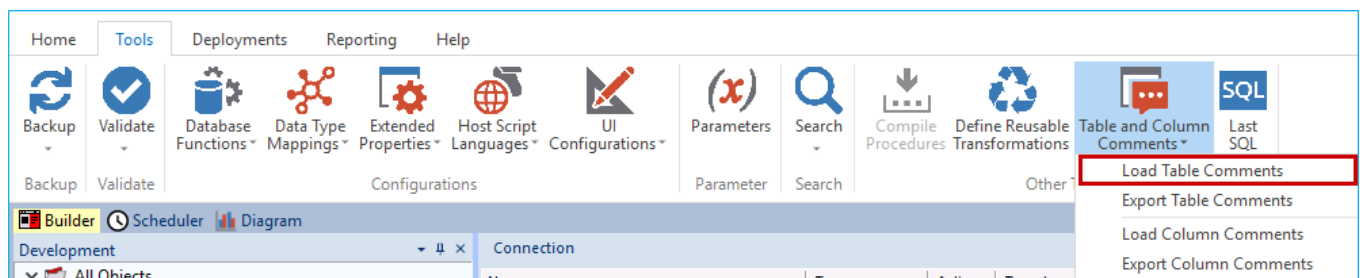 Home Tools Deployments Reporting Help
Backup Validate Database Functions Data Type Mappings Extended Properties Host Script Languages UI Configurations (x) Parameters Search Compile Procedures Define Reusable Transformations Table and Column Comments SQL Last SQL
Backup Validate Configurations Parameter Search Other
Load Table Comments
Export Table Comments
Load Column Comments
Export Column Comments
Builder Scheduler Diagram
Development Connection
All Objects